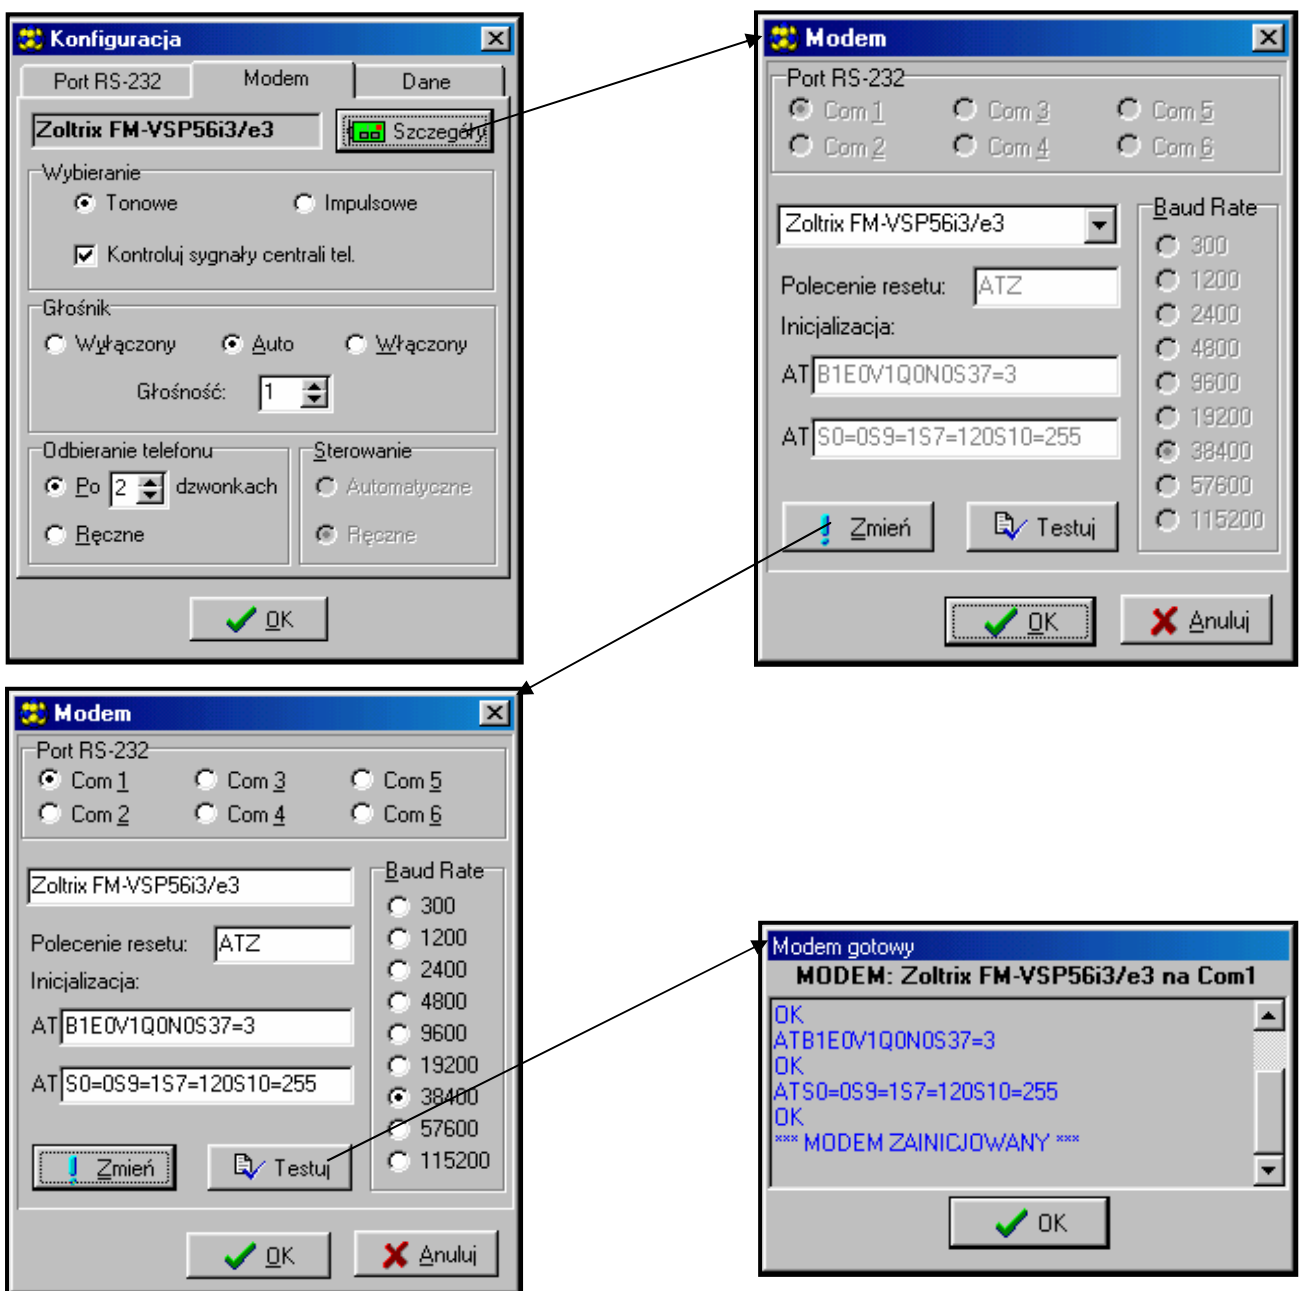 Konfiguracja
Port RS-232 Modem Dane
Zoltrix FM-VSP56i3/e3 Szczegóły
Wybieranie
Tonowe Impulsowe
Kontroluj sygnały centrali tel.
Głośnik
Wyłączony Auto Włączony
Głośność: 1
Odbieranie telefonu Sterowanie
Po 2 dzwonkach Automatyczne
Ręczne Ręczne
OK
Modem
Port RS-232
Com 1 Com 3 Com 5
Com 2 Com 4 Com 6
Zoltrix FM-VSP56i3/e3
Polecenie resetu: ATZ
Inicjalizacja:
AT B1E0V1Q0N0S37=3
AT S0=0S9=1S7=120S10=255
Baud Rate
300
1200
2400
4800
9600
19200
38400
57600
115200
Zmień Testuj
OK Anuluj
Modem
Port RS-232
Com 1 Com 3 Com 5
Com 2 Com 4 Com 6
Zoltrix FM-VSP56i3/e3
Polecenie resetu: ATZ
Inicjalizacja:
AT B1E0V1Q0N0S37=3
AT S0=0S9=1S7=120S10=255
Baud Rate
300
1200
2400
4800
9600
19200
38400
57600
115200
Zmień Testuj
OK Anuluj
Modem gotowy
MODEM: Zoltrix FM-VSP56i3/e3 na Com1
OK
ATB1E0V1Q0N0S37=3
OK
ATS0=0S9=1S7=120S10=255
OK
*** MODEM ZAINICJOWANY ***
OK